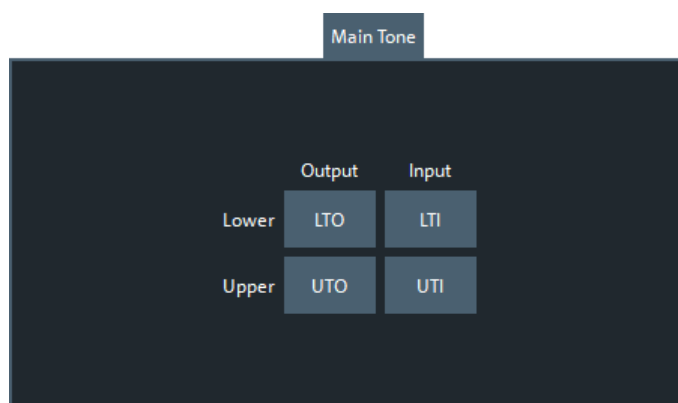 Main Tone
Output Input
Lower LTO LTI
Upper UTO UTI